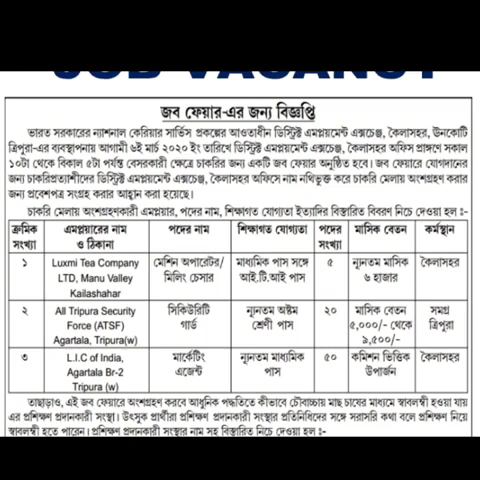 JOB VACANCY
জব ফেয়ার-এর জন্য বিজ্ঞপ্তি
ভারত সরকারের ন্যাশনাল কেরিয়ার সার্ভিস প্রকল্পের আওতাধীন ডিস্ট্রিক্ট এমপ্লয়মেন্ট এক্সচেঞ্জ, কৈলাসহর, ঊনকোটি
ত্রিপুরা-এর ব্যবস্থাপনায় আগামী ৬ই মার্চ ২০২০ ইং তারিখে ডিস্ট্রিক্ট এমপ্লয়মেন্ট এক্সচেঞ্জ, কৈলাসহর অফিস প্রাঙ্গণে সকাল
১০টা থেকে বিকাল ৫টা পর্যন্ত বেসরকারী ক্ষেত্রে চাকরির জন্য একটি জব ফেয়ার অনুষ্ঠিত হবে। জব ফেয়ারে যোগদানের
জন্য চাকরিপ্রত্যাশীদের ডিস্ট্রিক্ট এমপ্লয়মেন্ট এক্সচেঞ্জ, কৈলাসহর অফিসে নাম নথিভুক্ত করে চাকরি মেলায় অংশগ্রহণ করার
জন্য প্রবেশপত্র সংগ্রহ করার আহ্বান করা হয়েছে।
চাকরি মেলায় অংশগ্রহণকারী এমপ্লয়ার, পদের নাম, শিক্ষাগত যোগ্যতা ইত্যাদির বিস্তারিত বিবরণ নিচে দেওয়া হল :-
ক্রমিক সংখ্যা এমপ্লয়ারের নাম ও ঠিকানা পদের নাম শিক্ষাগত যোগ্যতা পদের সংখ্যা মাসিক বেতন কর্মস্থান
১ Luxmi Tea Company LTD, Manu Valley Kailashahar মেশিন অপারেটর/ মিলিং চেসার মাধ্যমিক পাস সঙ্গে আই.টি.আই পাস ৫ ন্যূনতম মাসিক ৬ হাজার কৈলাসহর
২ All Tripura Security Force (ATSF) Agartala, Tripura(w) সিকিউরিটি গার্ড ন্যূনতম অষ্টম শ্রেণী পাস ২০ মাসিক বেতন ৫,০০০/- থেকে ৯,৫০০/- সমগ্র ত্রিপুরা
৩ L.I.C of India, Agartala Br-2 Tripura (w) মার্কেটিং এজেন্ট ন্যূনতম মাধ্যমিক পাস ৫০ কমিশন ভিত্তিক উপার্জন কৈলাসহর
তাছাড়াও, এই জব ফেয়ারে অংশগ্রহণ করবে আধুনিক পদ্ধতিতে কীভাবে চৌবাচ্চায় মাছ চাষের মাধ্যমে স্বাবলম্বী হওয়া যায়
এর প্রশিক্ষণ প্রদানকারী সংস্থা। উৎসুক প্রার্থীরা প্রশিক্ষণ প্রদানকারী সংস্থার প্রতিনিধিদের সঙ্গে সরাসরি কথা বলে প্রশিক্ষণ নিয়ে
স্বাবলম্বী হতে পারেন। প্রশিক্ষণ প্রদানকারী সংস্থার নাম সহ বিস্তারিত নিচে দেওয়া হল :-